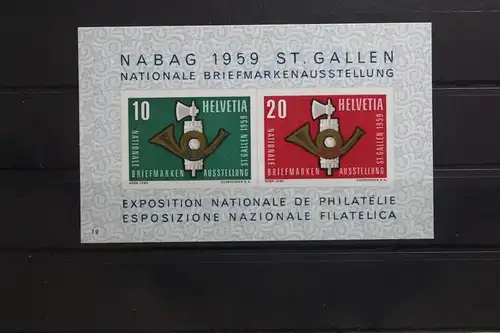 NABAG 1959 ST. GALLEN
NATIONALE BRIEFMARKENAUSSTELLUNG
10 HELVETIA
NATIONALE
BRIEFMARKEN AUSSTELLUNG
ST. GALLEN 1959
20 HELVETIA
NATIONALE
BRIEFMARKEN AUSSTELLUNG
ST. GALLEN 1959
EXPOSITION NATIONALE DE PHILATÉLIE
ESPOSIZIONE NAZIONALE FILATELICA